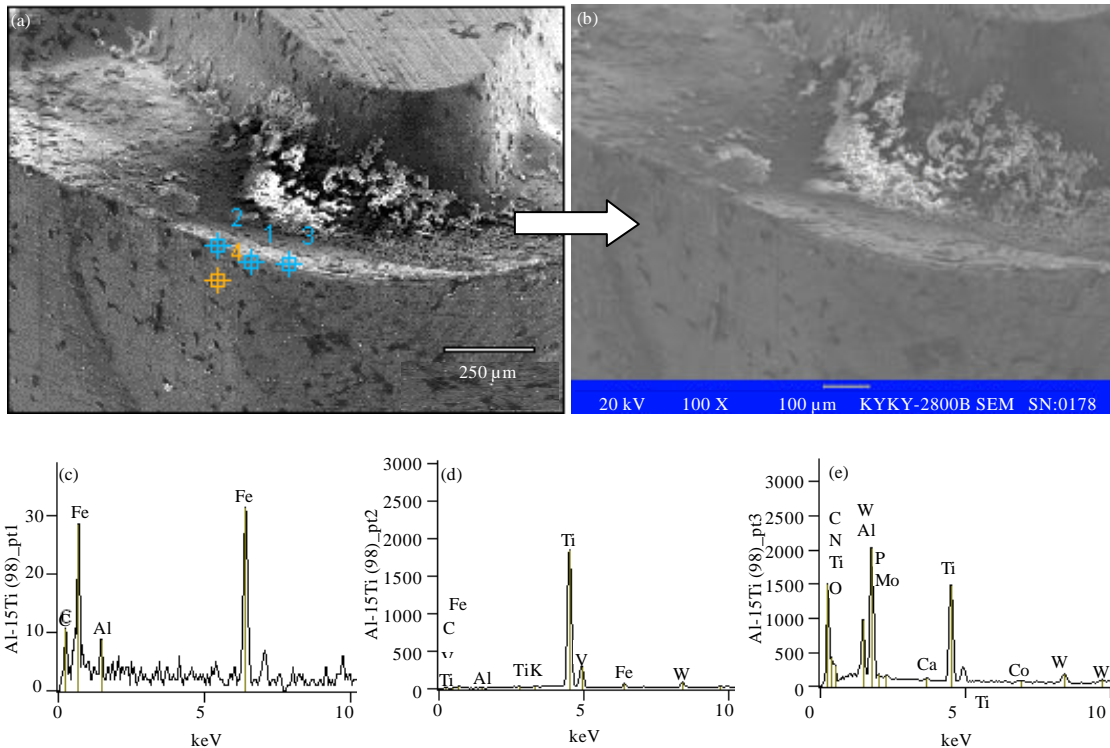 (a)
2
1
3
4
250 µm
(b)
20 kV 100 X 100 µm KYKY-2800B SEM SN:0178
(c)
Al-15Ti (98)_pt1
30
20
10
0
Fe
Fe
C
Al
0 5 10
keV
(d)
Al-15Ti (98)_pt2
3000
2500
2000
1500
1000
500
0
Fe
C
V
Ti
Al
TiK
Ti
V
Fe
W
0 5 10
keV
(e)
Al-15Ti (98)_pt3
3000
2500
2000
1500
1000
500
0
C
N
Ti
O
W
Al
P
Mo
Ca
Ti
Co
W
W
Ti
0 5 10
keV